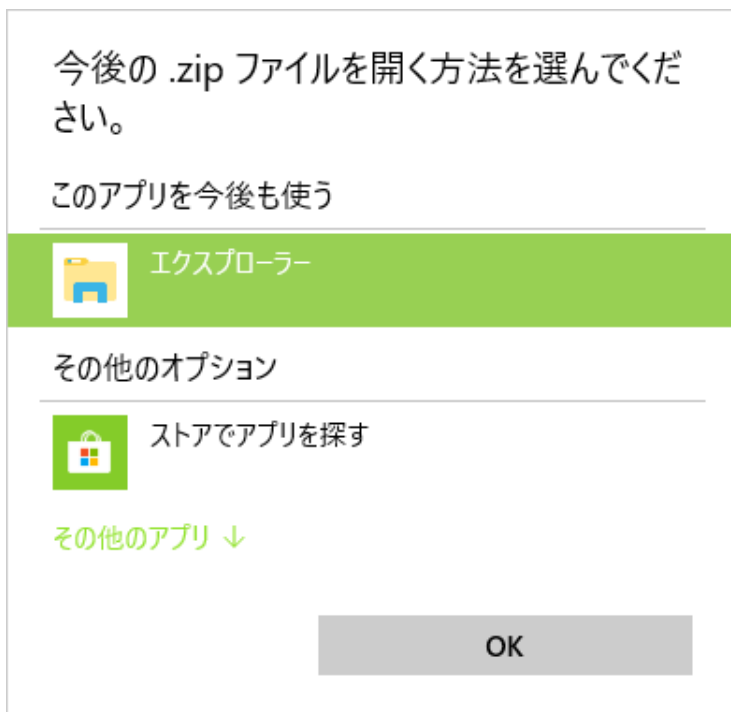 今後の .zip ファイルを開く方法を選んでくだ
さい。
このアプリを今後も使う
エクスプローラー
その他のオプション
ストアでアプリを探す
その他のアプリ ↓
OK